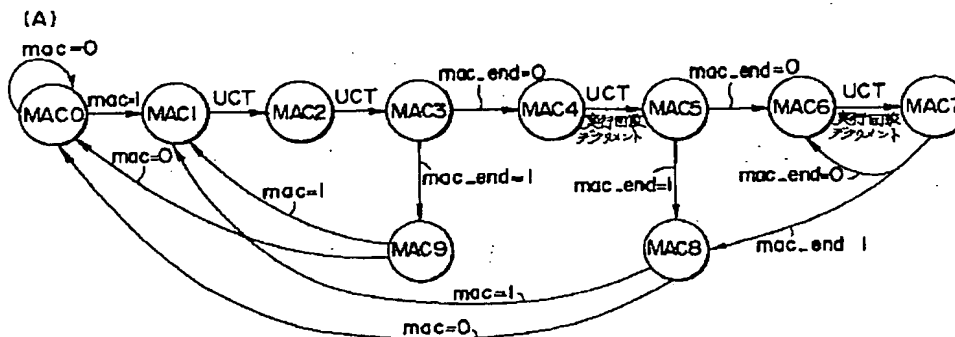 (A)
mac=0
MAC0
mac=1
MAC1
UCT
MAC2
UCT
MAC3
mac_end=0
MAC4
UCT
実行回数
デクリメント
MAC5
mac_end=0
MAC6
UCT
実行回数
デクリメント
MAC7
mac=0
mac=1
mac_end=1
mac_end=1
mac_end=0
MAC9
MAC8
mac_end 1
mac=1
mac=0